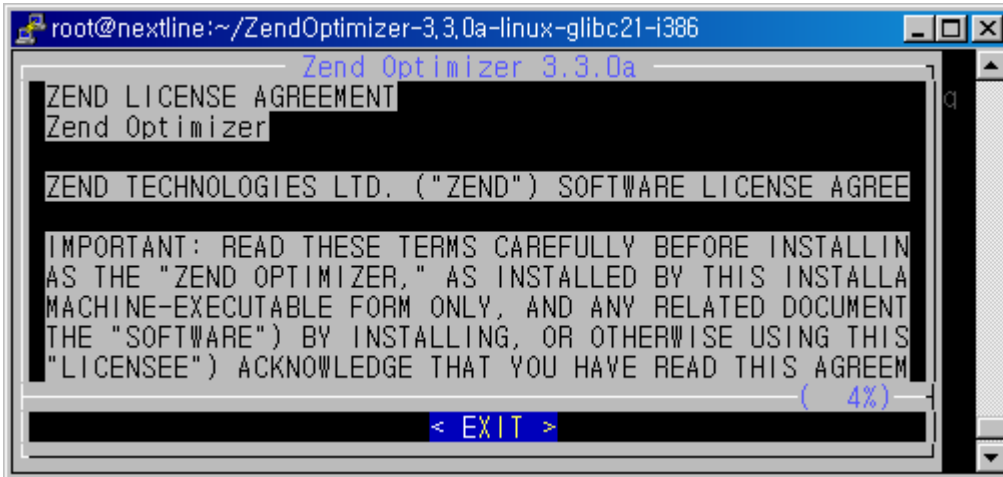 root@nextline:~/ZendOptimizer-3.3.0a-linux-glibc21-i386
Zend Optimizer 3.3.0a
ZEND LICENSE AGREEMENT
Zend Optimizer
ZEND TECHNOLOGIES LTD. ("ZEND") SOFTWARE LICENSE AGREE
IMPORTANT: READ THESE TERMS CAREFULLY BEFORE INSTALLIN
AS THE "ZEND OPTIMIZER," AS INSTALLED BY THIS INSTALLA
MACHINE-EXECUTABLE FORM ONLY, AND ANY RELATED DOCUMENT
THE "SOFTWARE") BY INSTALLING, OR OTHERWISE USING THIS
"LICENSEE") ACKNOWLEDGE THAT YOU HAVE READ THIS AGREEM
( 4%)
< EXIT >
q